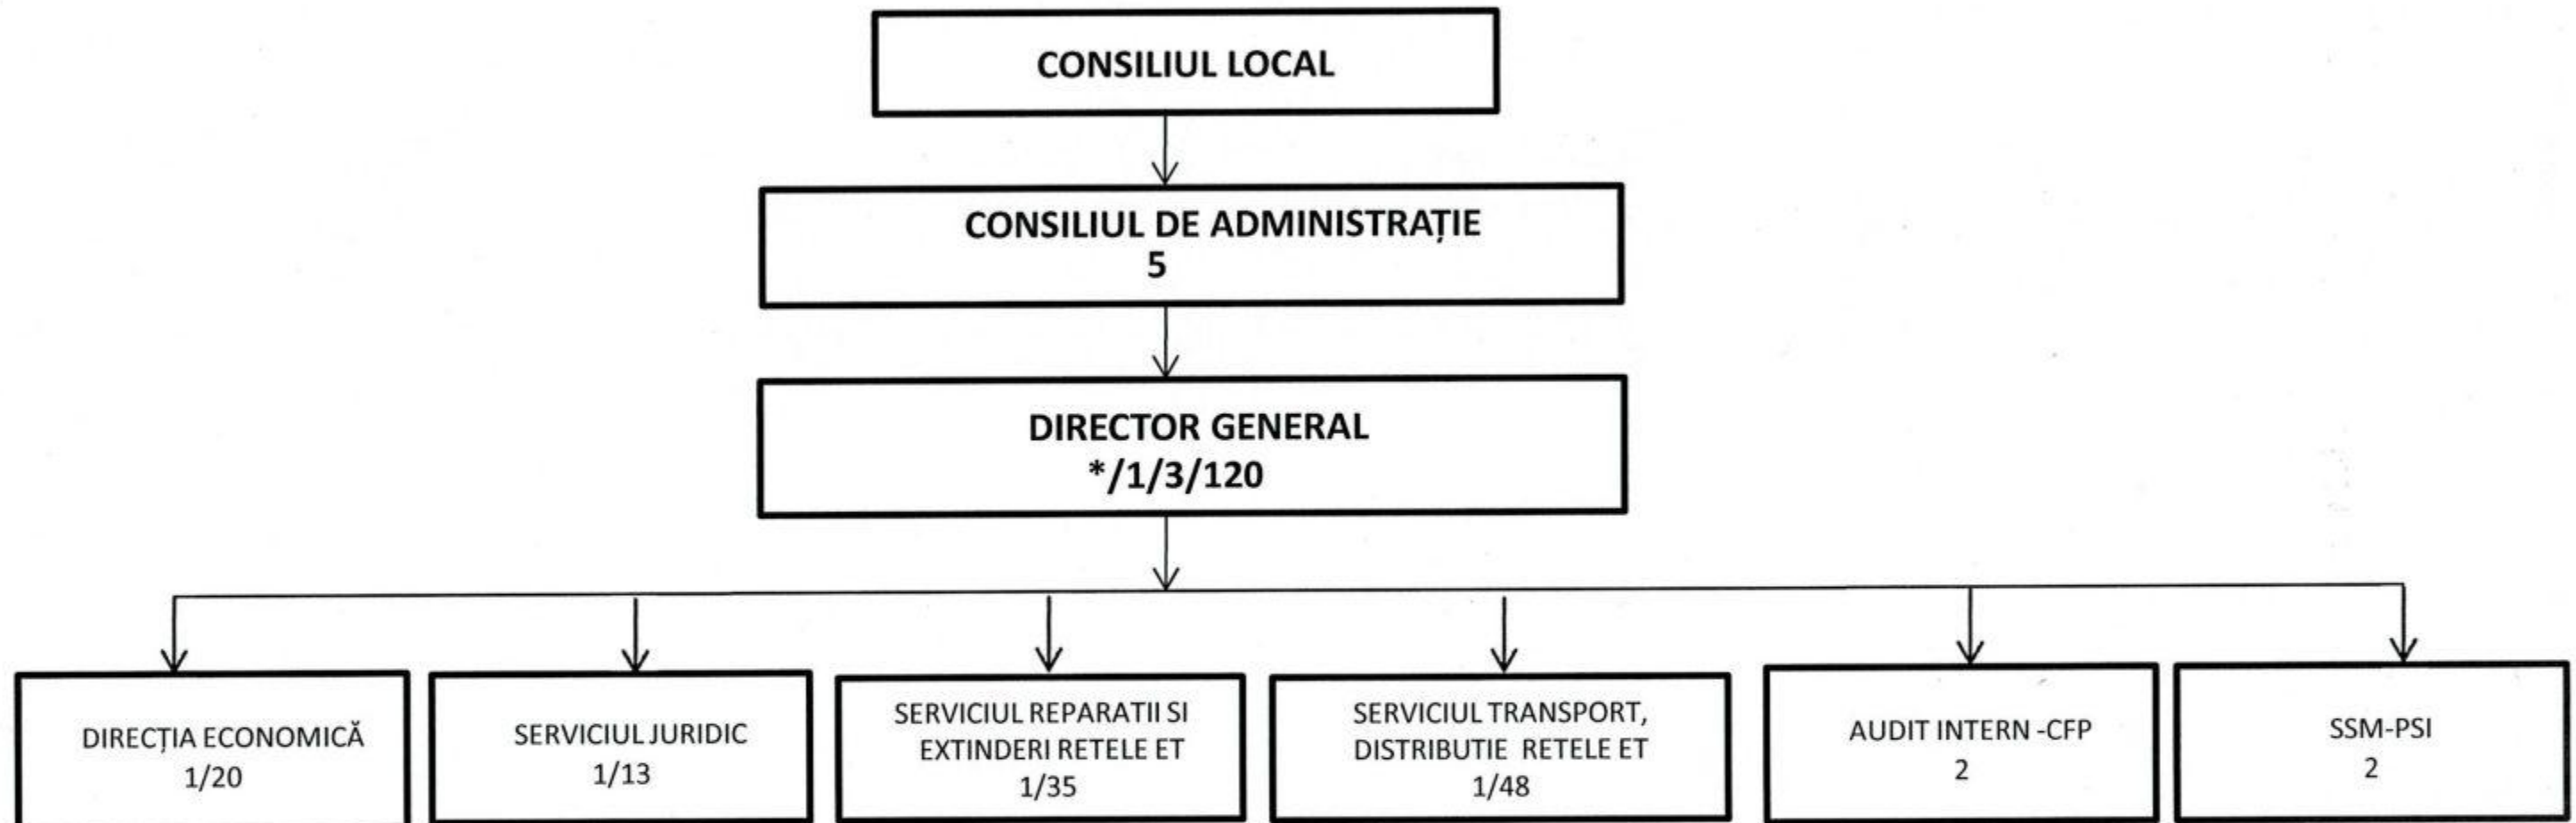 CONSILIUL LOCAL
CONSILIUL DE ADMINISTRAȚIE
5
DIRECTOR GENERAL
*/1/3/120
DIRECȚIA ECONOMICĂ
1/20
SERVICIUL JURIDIC
1/13
SERVICIUL REPARATII SI
EXTINDERI RETELE ET
1/35
SERVICIUL TRANSPORT,
DISTRIBUTIE RETELE ET
1/48
AUDIT INTERN -CFP
2
SSM-PSI
2